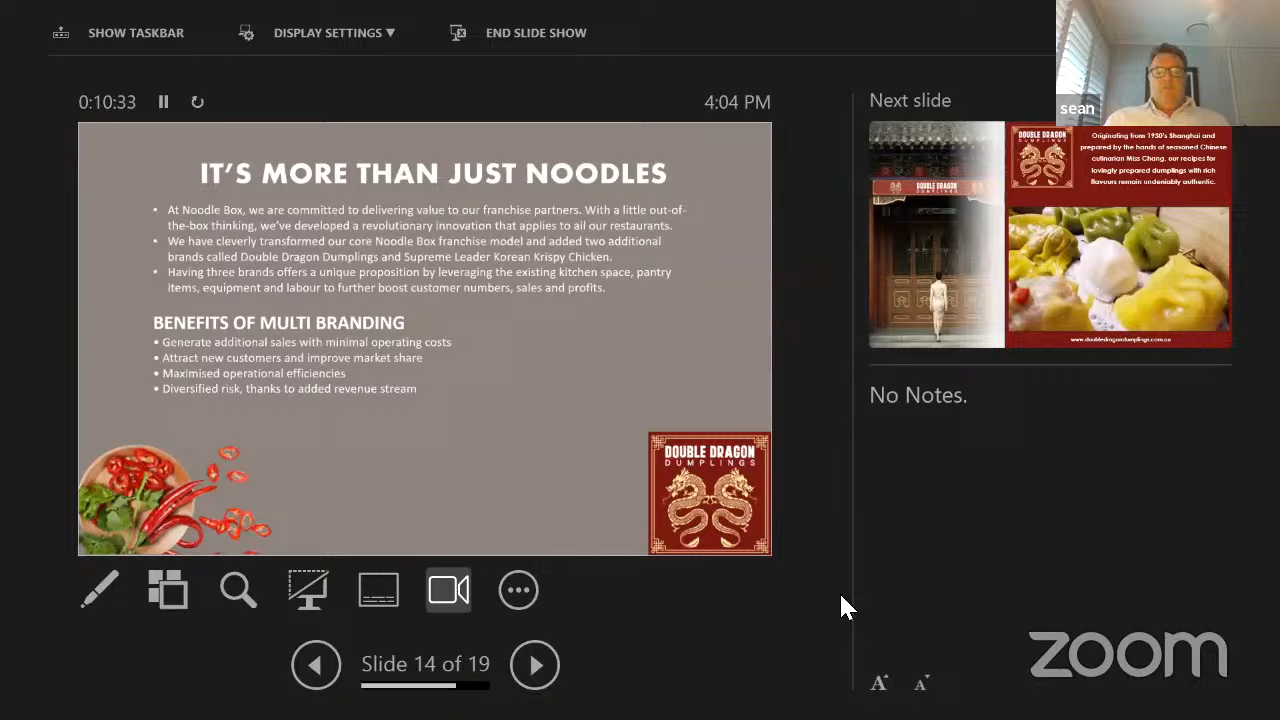 SHOW TASKBAR
DISPLAY SETTINGS ▼
END SLIDE SHOW
sean
0:10:33
4:04 PM
Next slide
IT'S MORE THAN JUST NOODLES
• At Noodle Box, we are committed to delivering value to our franchise partners. With a little out-of-
the-box thinking, we've developed a revolutionary innovation that applies to all our restaurants.
• We have cleverly transformed our core Noodle Box franchise model and added two additional
brands called Double Dragon Dumplings and Supreme Leader Korean Krispy Chicken.
• Having three brands offers a unique proposition by leveraging the existing kitchen space, pantry
items, equipment and labour to further boost customer numbers, sales and profits.
BENEFITS OF MULTI BRANDING
• Generate additional sales with minimal operating costs
• Attract new customers and improve market share
• Maximised operational efficiencies
• Diversified risk, thanks to added revenue stream
DOUBLE DRAGON
DUMPLINGS
DOUBLE DRAGON
DOUBLE DRAGON
DUMPLINGS
Originating from 1930's Shanghai and
prepared by the hands of seasoned Chinese
culinarian Miss Chang, our recipes for
lovingly prepared dumplings with rich
flavours remain undeniably authentic.
www.doubledragondumplings.com.au
No Notes.
Slide 14 of 19
A A
zoom